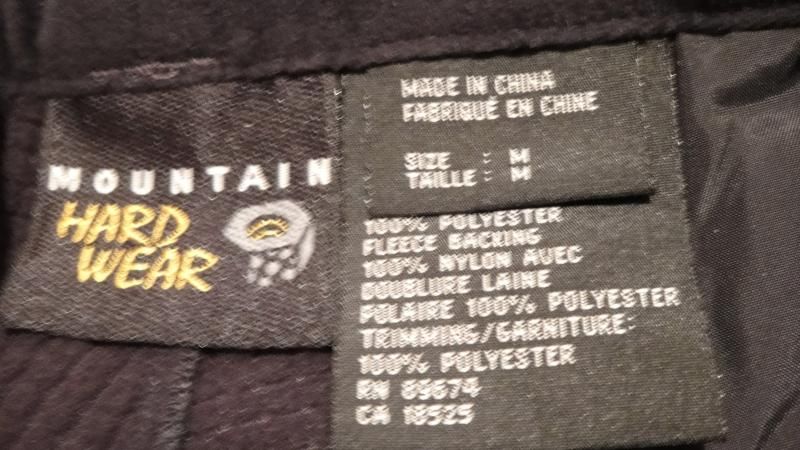 MOUNTAIN
HARD
WEAR
MADE IN CHINA
FABRIQUÉ EN CHINE
SIZE : M
TAILLE : M
100% POLYESTER
FLEECE BACKING
100% NYLON AVEC
DOUBLURE LAINE
POLAIRE 100% POLYESTER
TRIMMING/GARNITURE:
100% POLYESTER
RN 89674
CA 18525